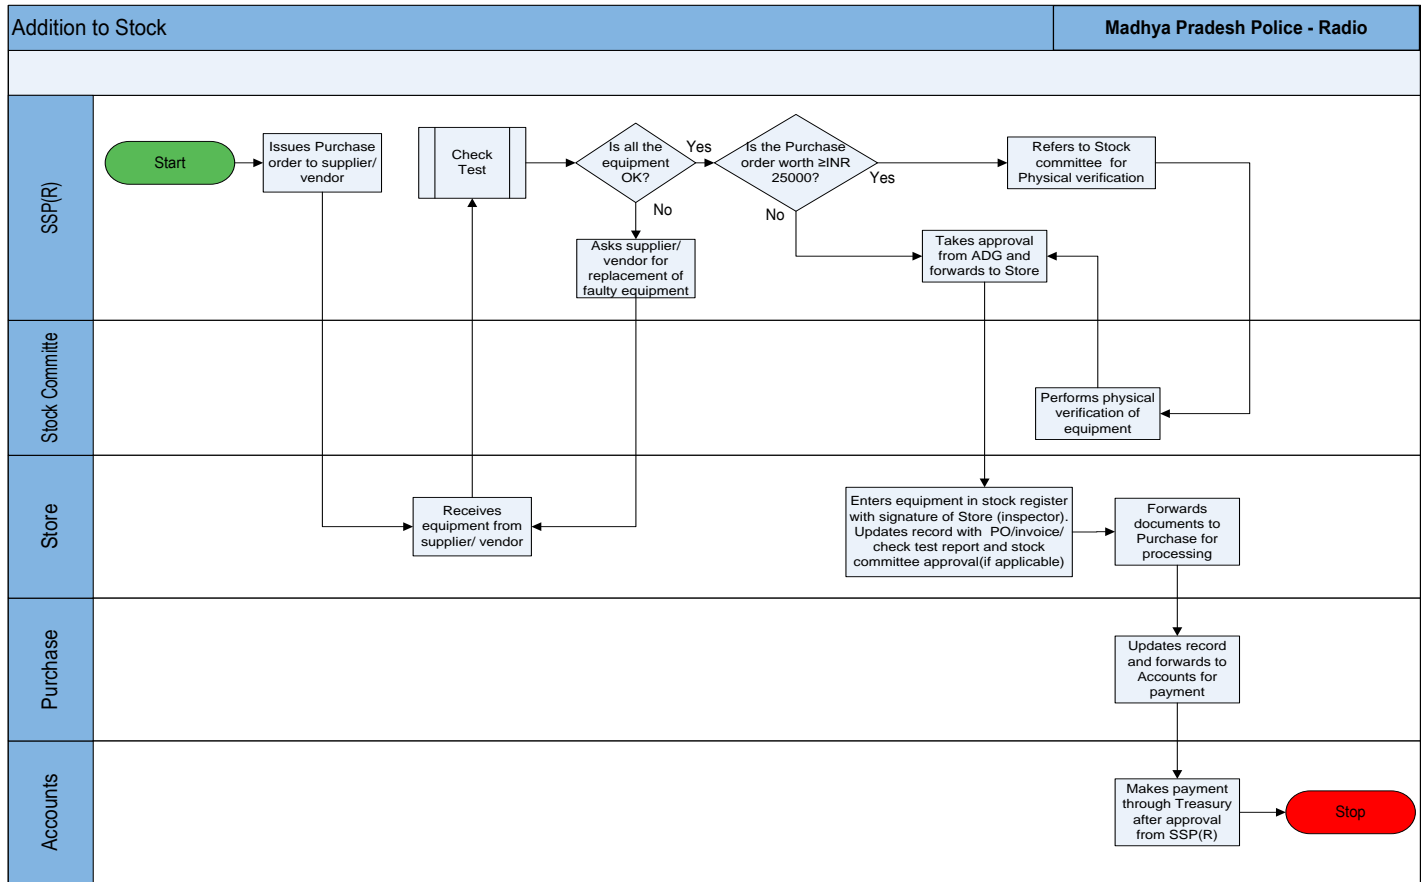 Addition to Stock
Madhya Pradesh Police - Radio
SSP(R)
Start
Issues Purchase
order to supplier/
vendor
Check
Test
Is all the
equipment
OK?
Yes
No
Is the Purchase
order worth ≥INR
25000?
Yes
No
Refers to Stock
committee for
Physical verification
Asks supplier/
vendor for
replacement of
faulty equipment
Takes approval
from ADG and
forwards to Store
Stock Committe
Performs physical
verification of
equipment
Store
Receives
equipment from
supplier/ vendor
Enters equipment in stock register
with signature of Store (inspector).
Updates record with PO/invoice/
check test report and stock
committee approval(if applicable)
Forwards
documents to
Purchase for
processing
Purchase
Updates record
and forwards to
Accounts for
payment
Accounts
Makes payment
through Treasury
after approval
from SSP(R)
Stop